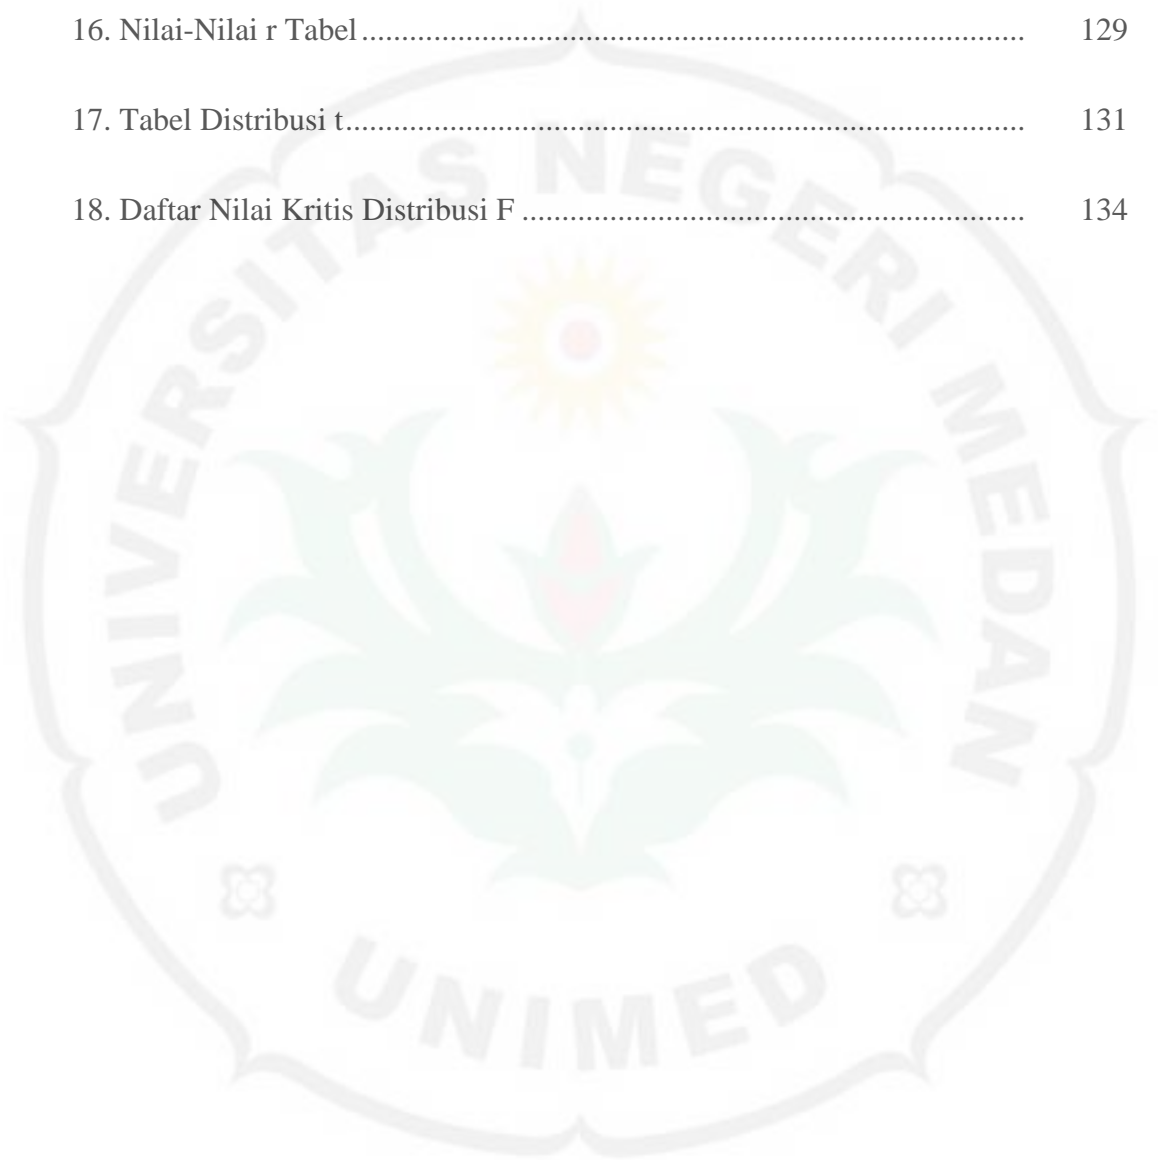 16. Nilai-Nilai r Tabel.................................................................................... 129
17. Tabel Distribusi t...................................................................................... 131
18. Daftar Nilai Kritis Distribusi F ............................................................... 134
UNIVERSITAS NEGERI MEDAN
UNIMED